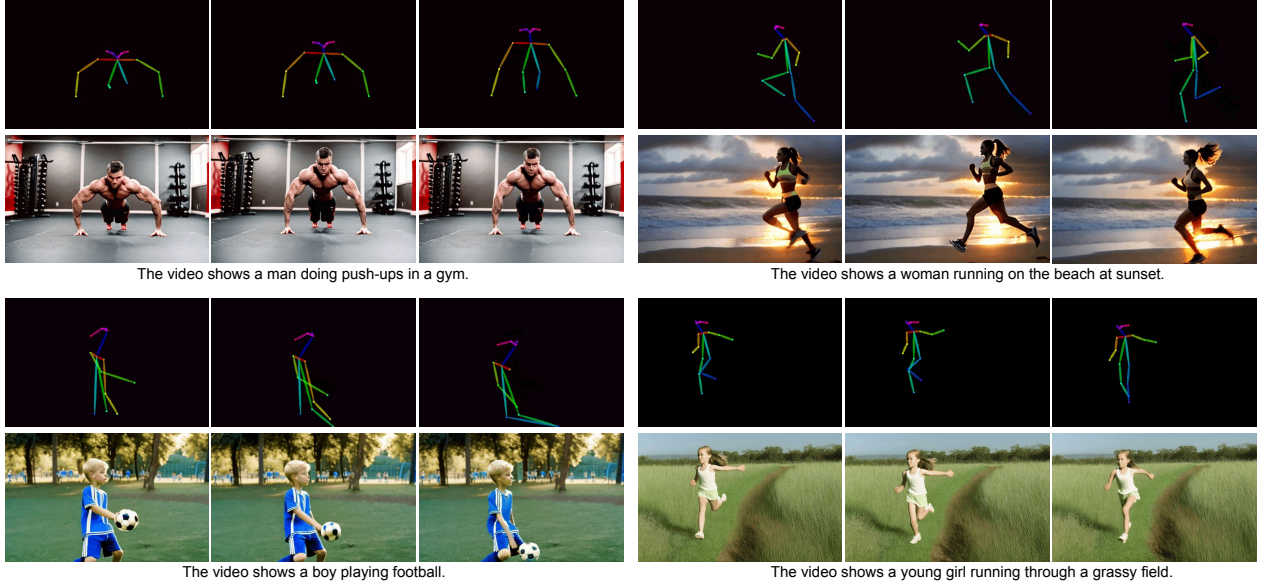 The video shows a man doing push-ups in a gym.
The video shows a woman running on the beach at sunset.
The video shows a boy playing football.
The video shows a young girl running through a grassy field.